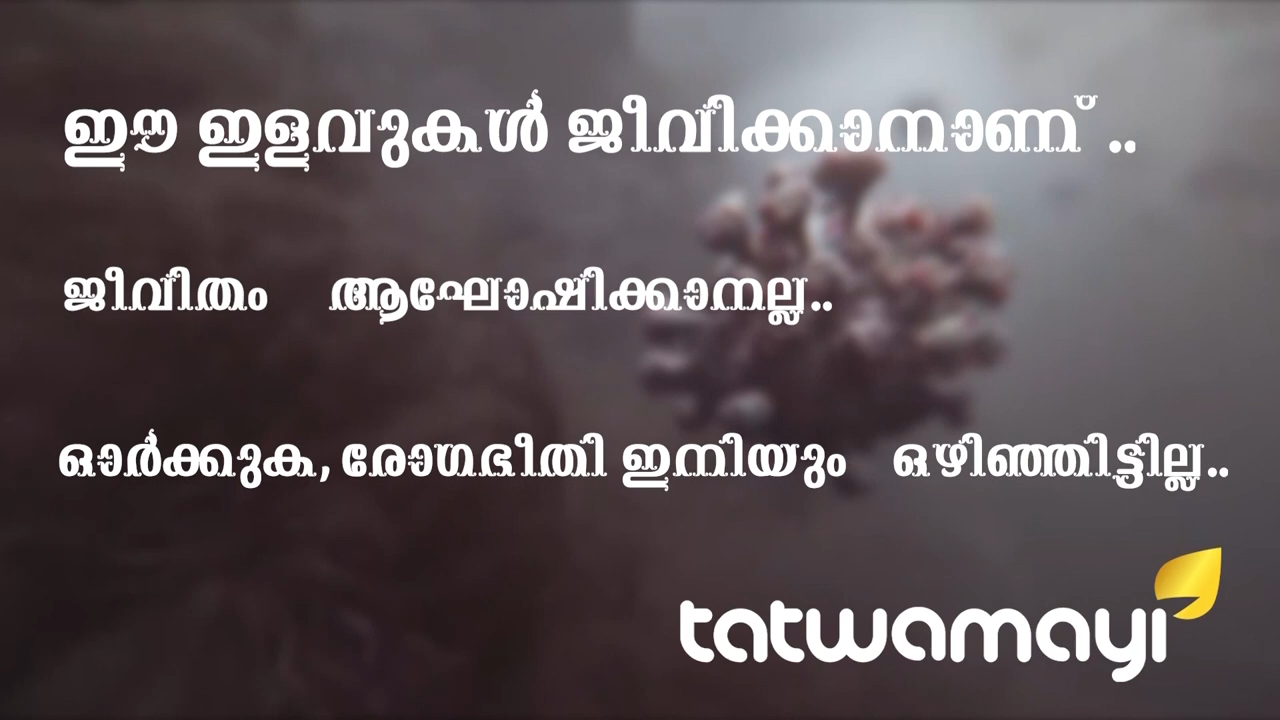 ഈ ഇളവുകൾ ജീവിക്കാനാണ് ..
ജീവിതം ആഘോഷിക്കാനല്ല..
ഓർക്കുക, രോഗഭീതി ഇനിയും ഒഴിഞ്ഞിട്ടില്ല..
tatwamayi